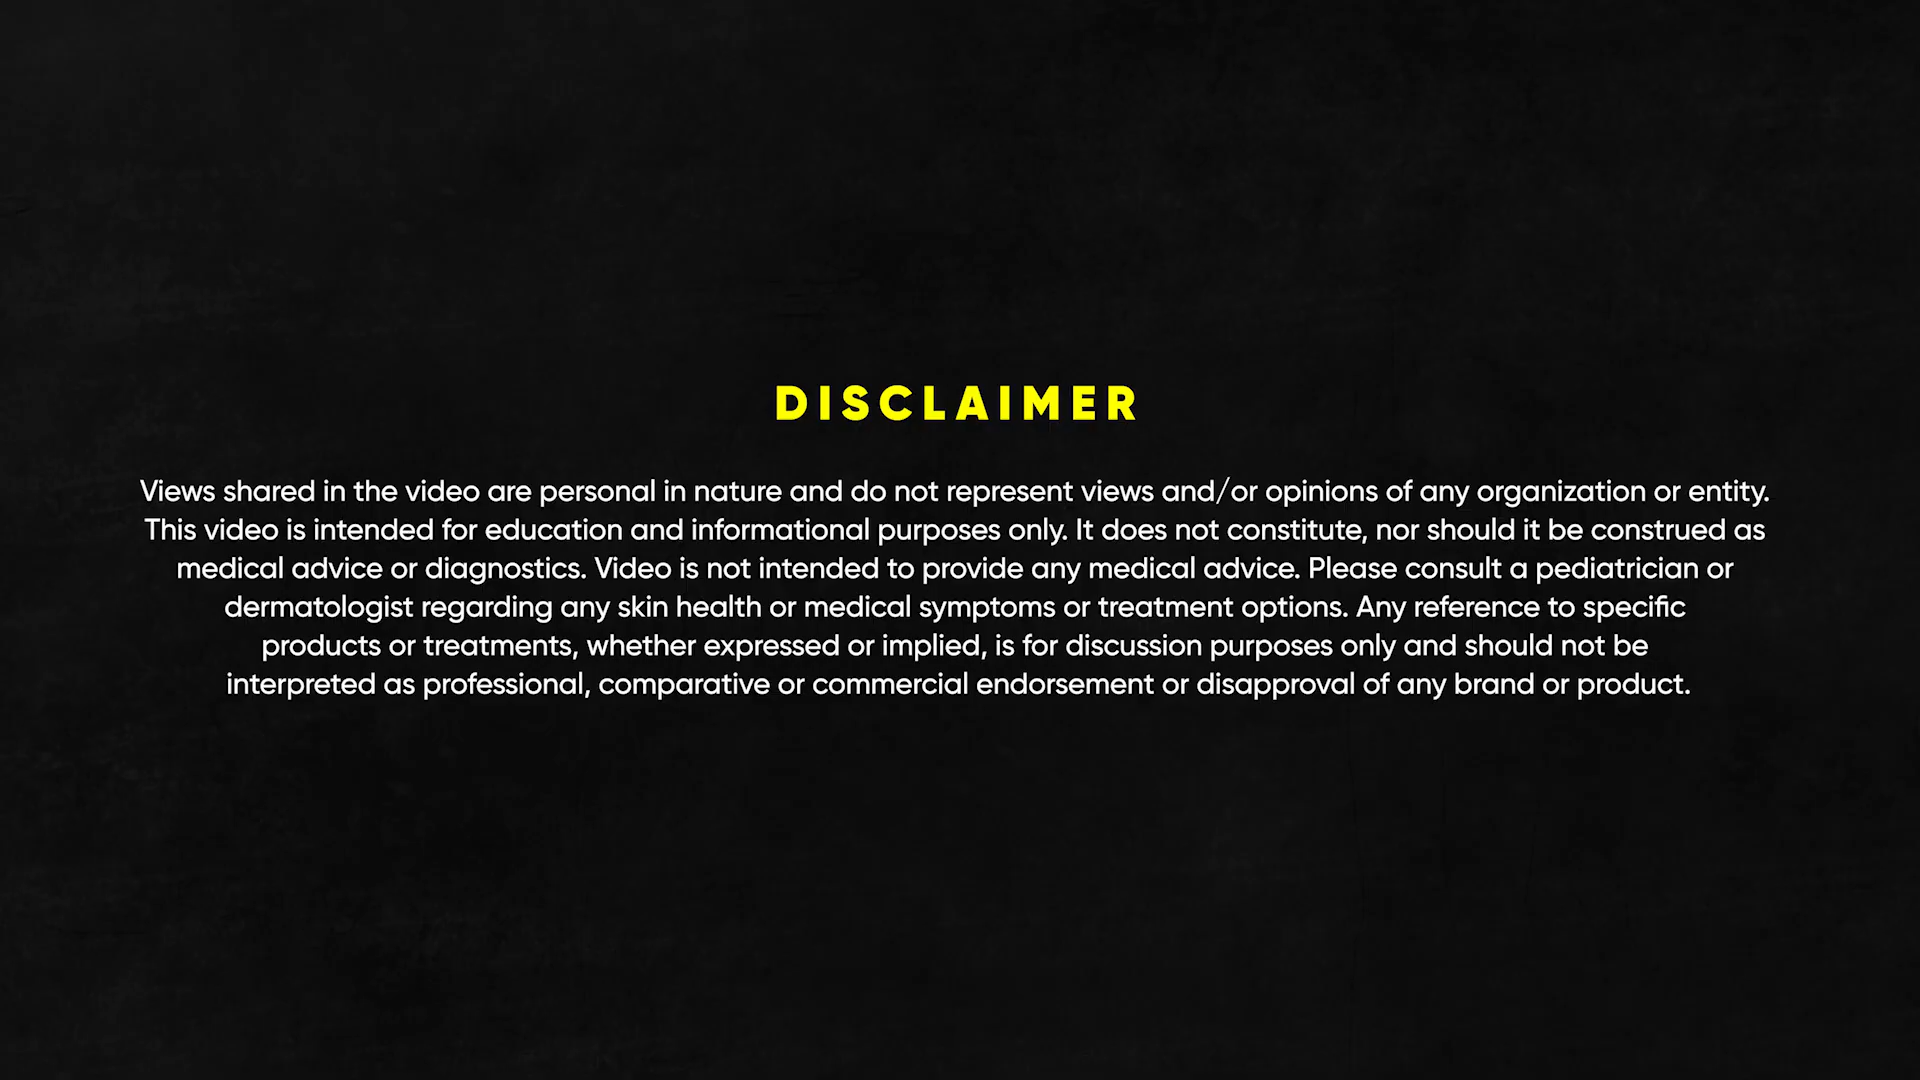 DISCLAIMER
Views shared in the video are personal in nature and do not represent views and/or opinions of any organization or entity.
This video is intended for education and informational purposes only. It does not constitute, nor should it be construed as
medical advice or diagnostics. Video is not intended to provide any medical advice. Please consult a pediatrician or
dermatologist regarding any skin health or medical symptoms or treatment options. Any reference to specific
products or treatments, whether expressed or implied, is for discussion purposes only and should not be
interpreted as professional, comparative or commercial endorsement or disapproval of any brand or product.